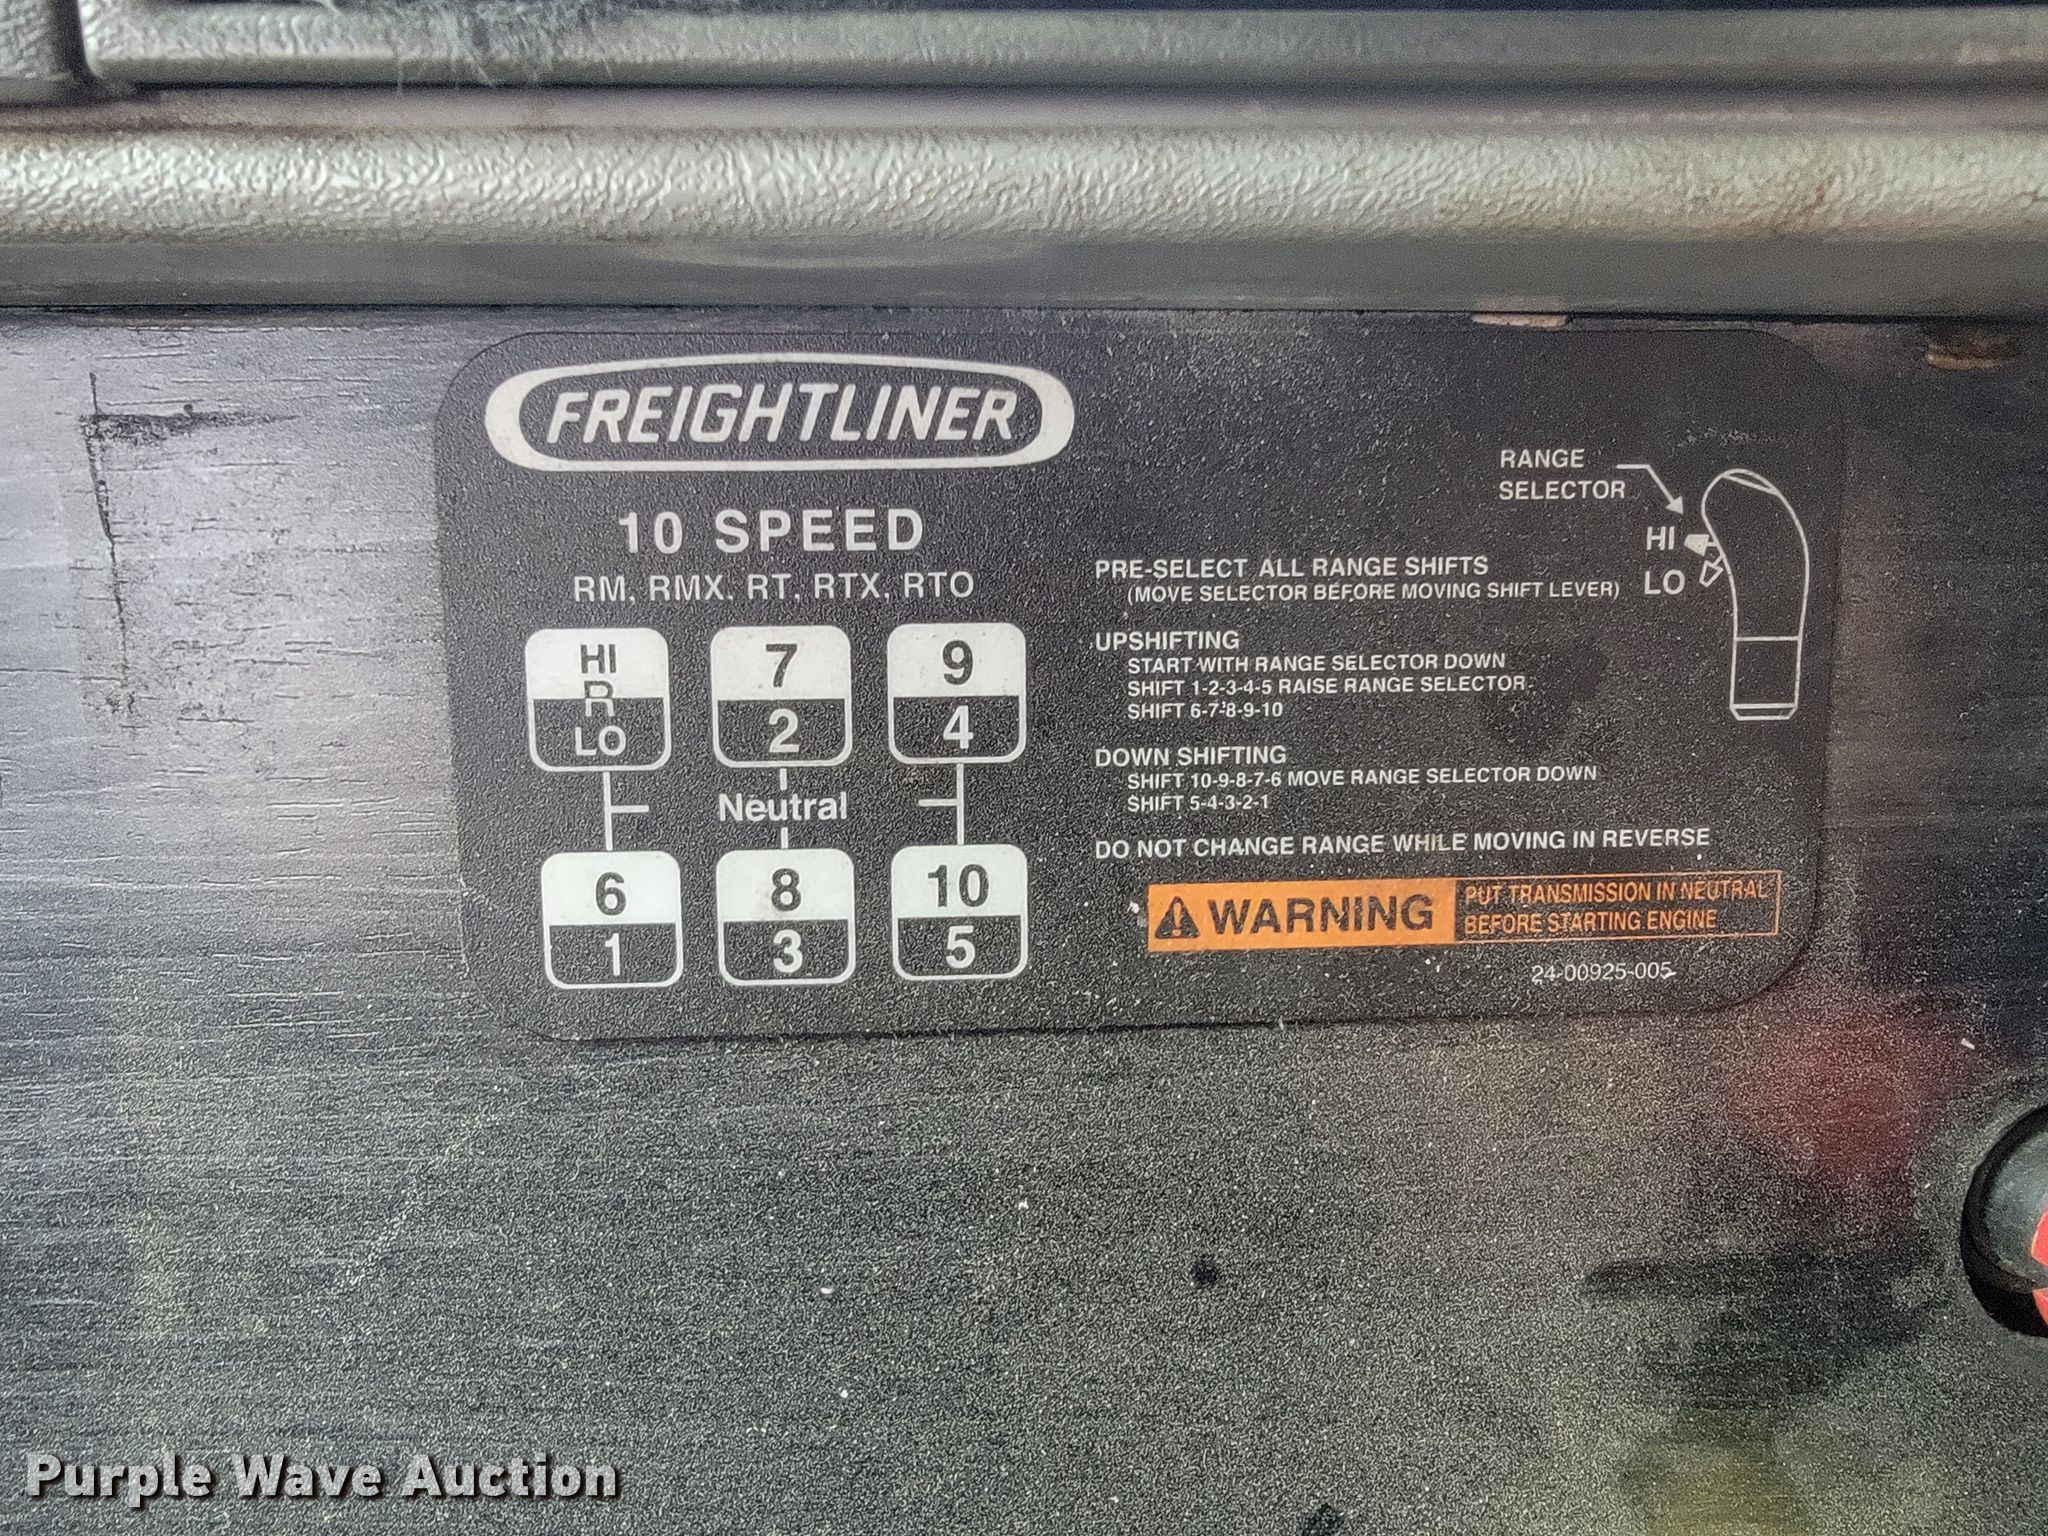 FREIGHTLINER
10 SPEED
RM, RMX, RT, RTX, RTO
HI
R
LO
7
2
9
4
Neutral
6
1
8
3
10
5
RANGE
SELECTOR
HI
LO
PRE-SELECT ALL RANGE SHIFTS
(MOVE SELECTOR BEFORE MOVING SHIFT LEVER)
UPSHIFTING
START WITH RANGE SELECTOR DOWN
SHIFT 1-2-3-4-5 RAISE RANGE SELECTOR
SHIFT 6-7-8-9-10
DOWN SHIFTING
SHIFT 10-9-8-7-6 MOVE RANGE SELECTOR DOWN
SHIFT 5-4-3-2-1
DO NOT CHANGE RANGE WHILE MOVING IN REVERSE
WARNING
PUT TRANSMISSION IN NEUTRAL
BEFORE STARTING ENGINE
24-00925-005
Purple Wave Auction